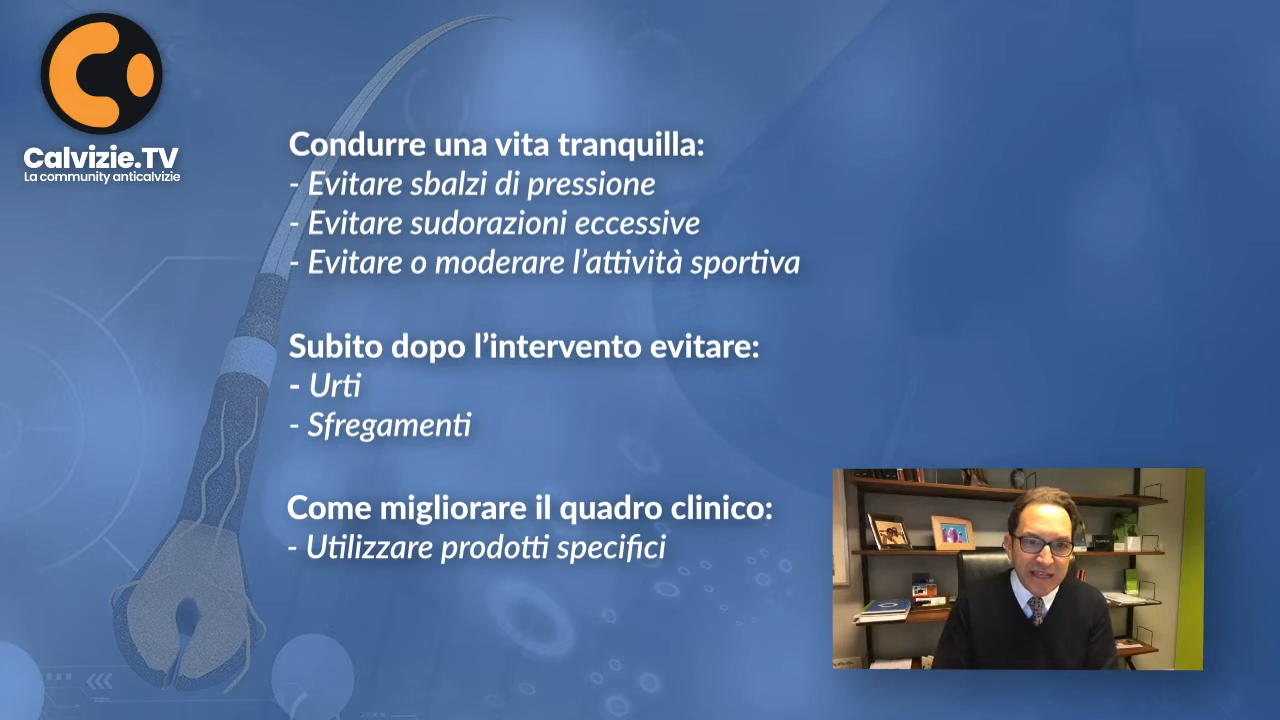 Calvizie.TV
La community anticalvizie
Condurre una vita tranquilla:
- Evitare sbalzi di pressione
- Evitare sudorazioni eccessive
- Evitare o moderare l’attività sportiva
Subito dopo l’intervento evitare:
- Urti
- Sfregamenti
Come migliorare il quadro clinico:
- Utilizzare prodotti specifici